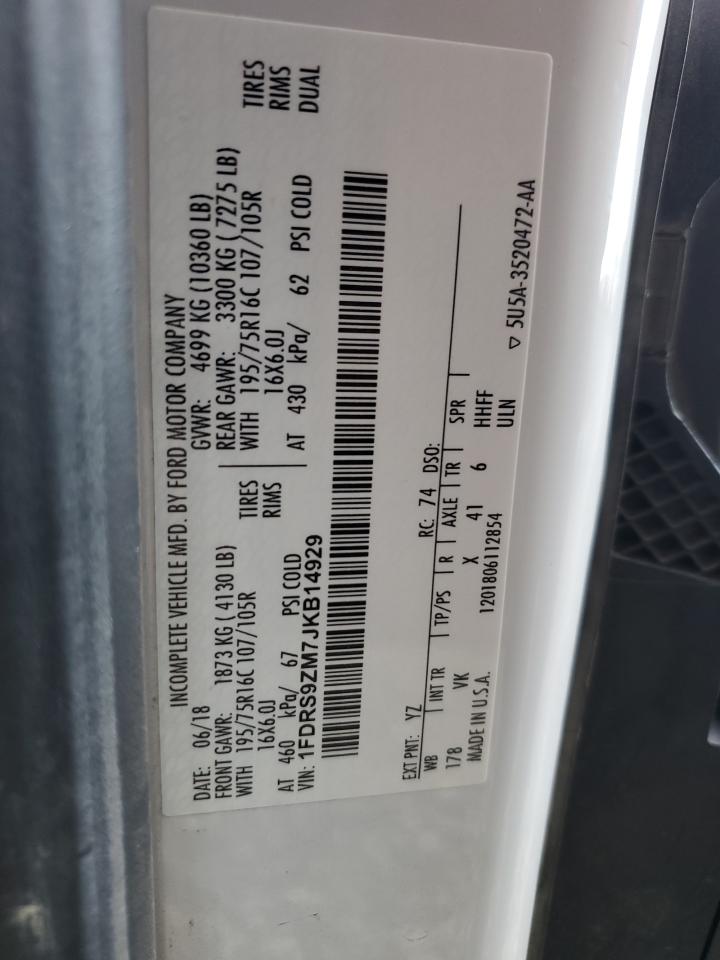 INCOMPLETE VEHICLE MFD. BY FORD MOTOR COMPANY
DATE: 06/18 GVWR: 4699 KG (10360 LB)
FRONT GAWR: 1873 KG ( 4130 LB) REAR GAWR: 3300 KG ( 7275 LB)
WITH 195/75R16C 107/105R TIRES WITH 195/75R16C 107/105R TIRES
16X6.0J RIMS 16X6.0J RIMS
AT 460 kPa/ 67 PSI COLD AT 430 kPa/ 62 PSI COLD DUAL
VIN: 1FDRS9ZM7JKB14929
EXT PNT: YZ RC: 74 DSO:
WB INT TR TP/PS R AXLE TR SPR
178 VK X 41 6 HHFF
MADE IN U.S.A. 1201806112854 ULN
▽ 5U5A-3520472-AA